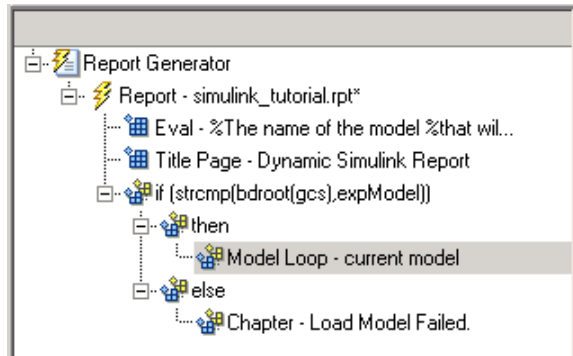 Report Generator
Report - simulink_tutorial.rpt*
Eval - %The name of the model %that wil...
Title Page - Dynamic Simulink Report
if (strcmp(bdroot(gcs),expModel))
then
Model Loop - current model
else
Chapter - Load Model Failed.